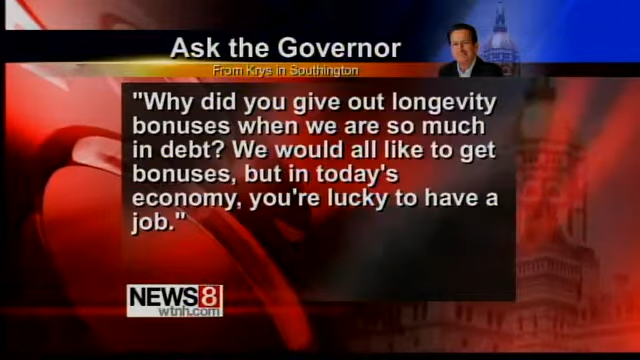 Ask the Governor
From Krys in Southington
"Why did you give out longevity
bonuses when we are so much
in debt? We would all like to get
bonuses, but in today's
economy, you're lucky to have a
job."
NEWS 8
wtnh.com